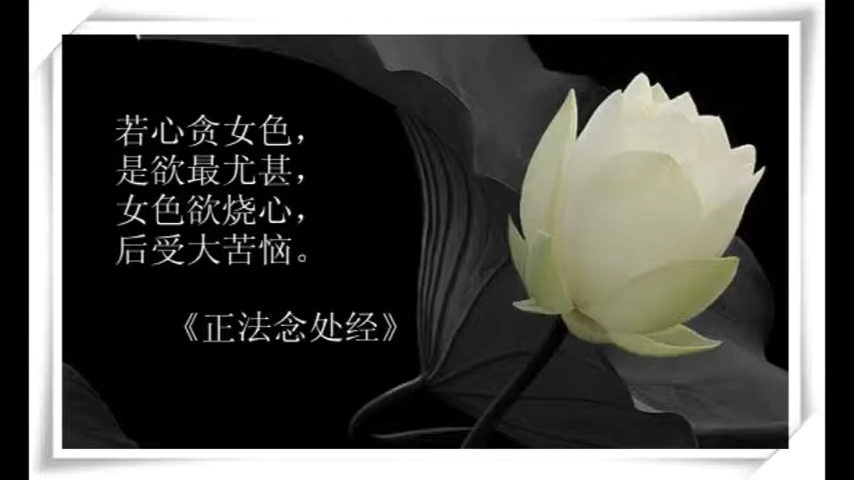 若心贪女色，
是欲最尤甚，
女色欲烧心，
后受大苦恼。
《正法念处经》